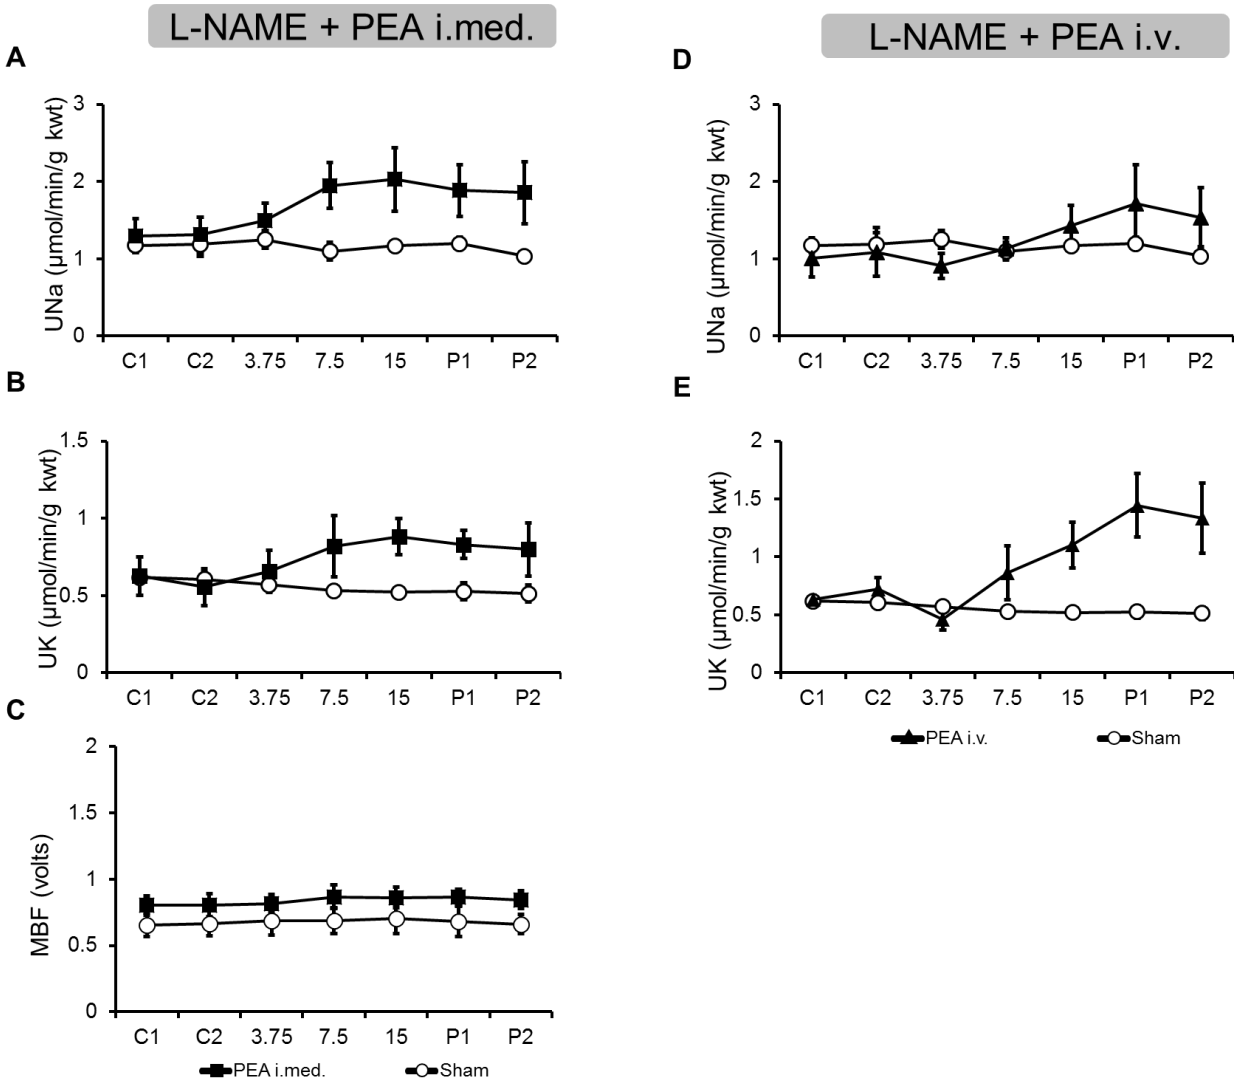 L-NAME + PEA i.med.
A
UNa (μmol/min/g kwt)
3
2
1
0
C1 C2 3.75 7.5 15 P1 P2
B
UK (μmol/min/g kwt)
1.5
1
0.5
0
C1 C2 3.75 7.5 15 P1 P2
C
MBF (volts)
2
1.5
1
0.5
0
C1 C2 3.75 7.5 15 P1 P2
PEA i.med. Sham
L-NAME + PEA i.v.
D
UNa (μmol/min/g kwt)
3
2
1
0
C1 C2 3.75 7.5 15 P1 P2
E
UK (μmol/min/g kwt)
2
1.5
1
0.5
0
C1 C2 3.75 7.5 15 P1 P2
PEA i.v. Sham